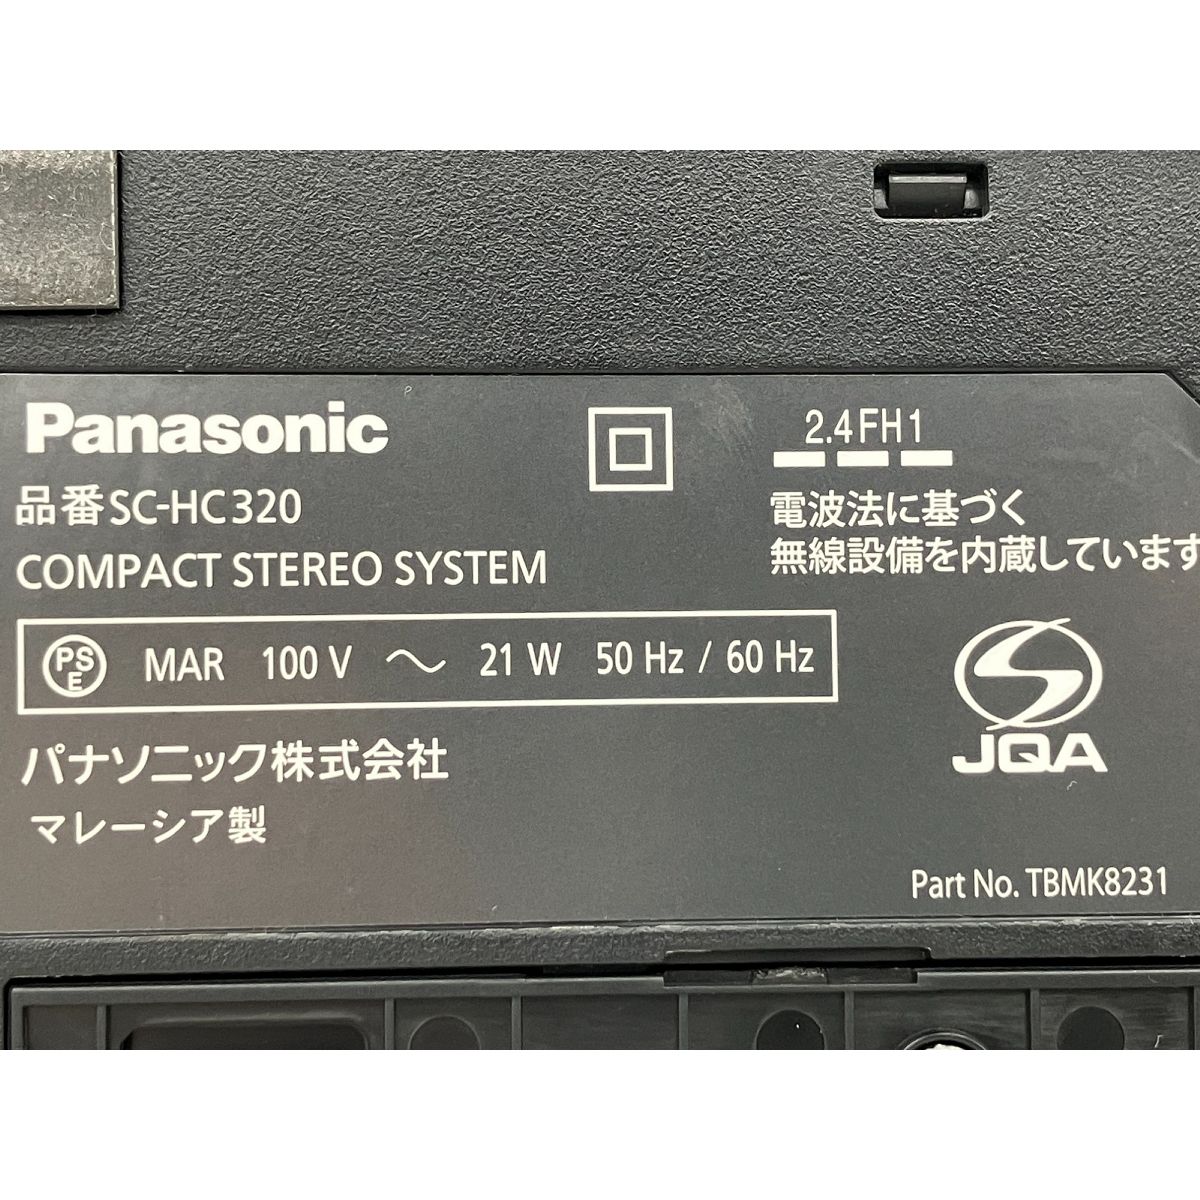 Panasonic
品番SC-HC320
COMPACT STEREO SYSTEM
PSE MAR 100 V ～ 21 W 50 Hz / 60 Hz
パナソニック株式会社
マレーシア製
2.4FH1
電波法に基づく
無線設備を内蔵しています
JQA
Part No. TBMK8231